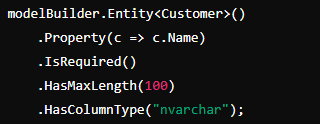 modelBuilder.Entity<Customer>()
    .Property(c => c.Name)
    .IsRequired()
    .HasMaxLength(100)
    .HasColumnType("nvarchar");